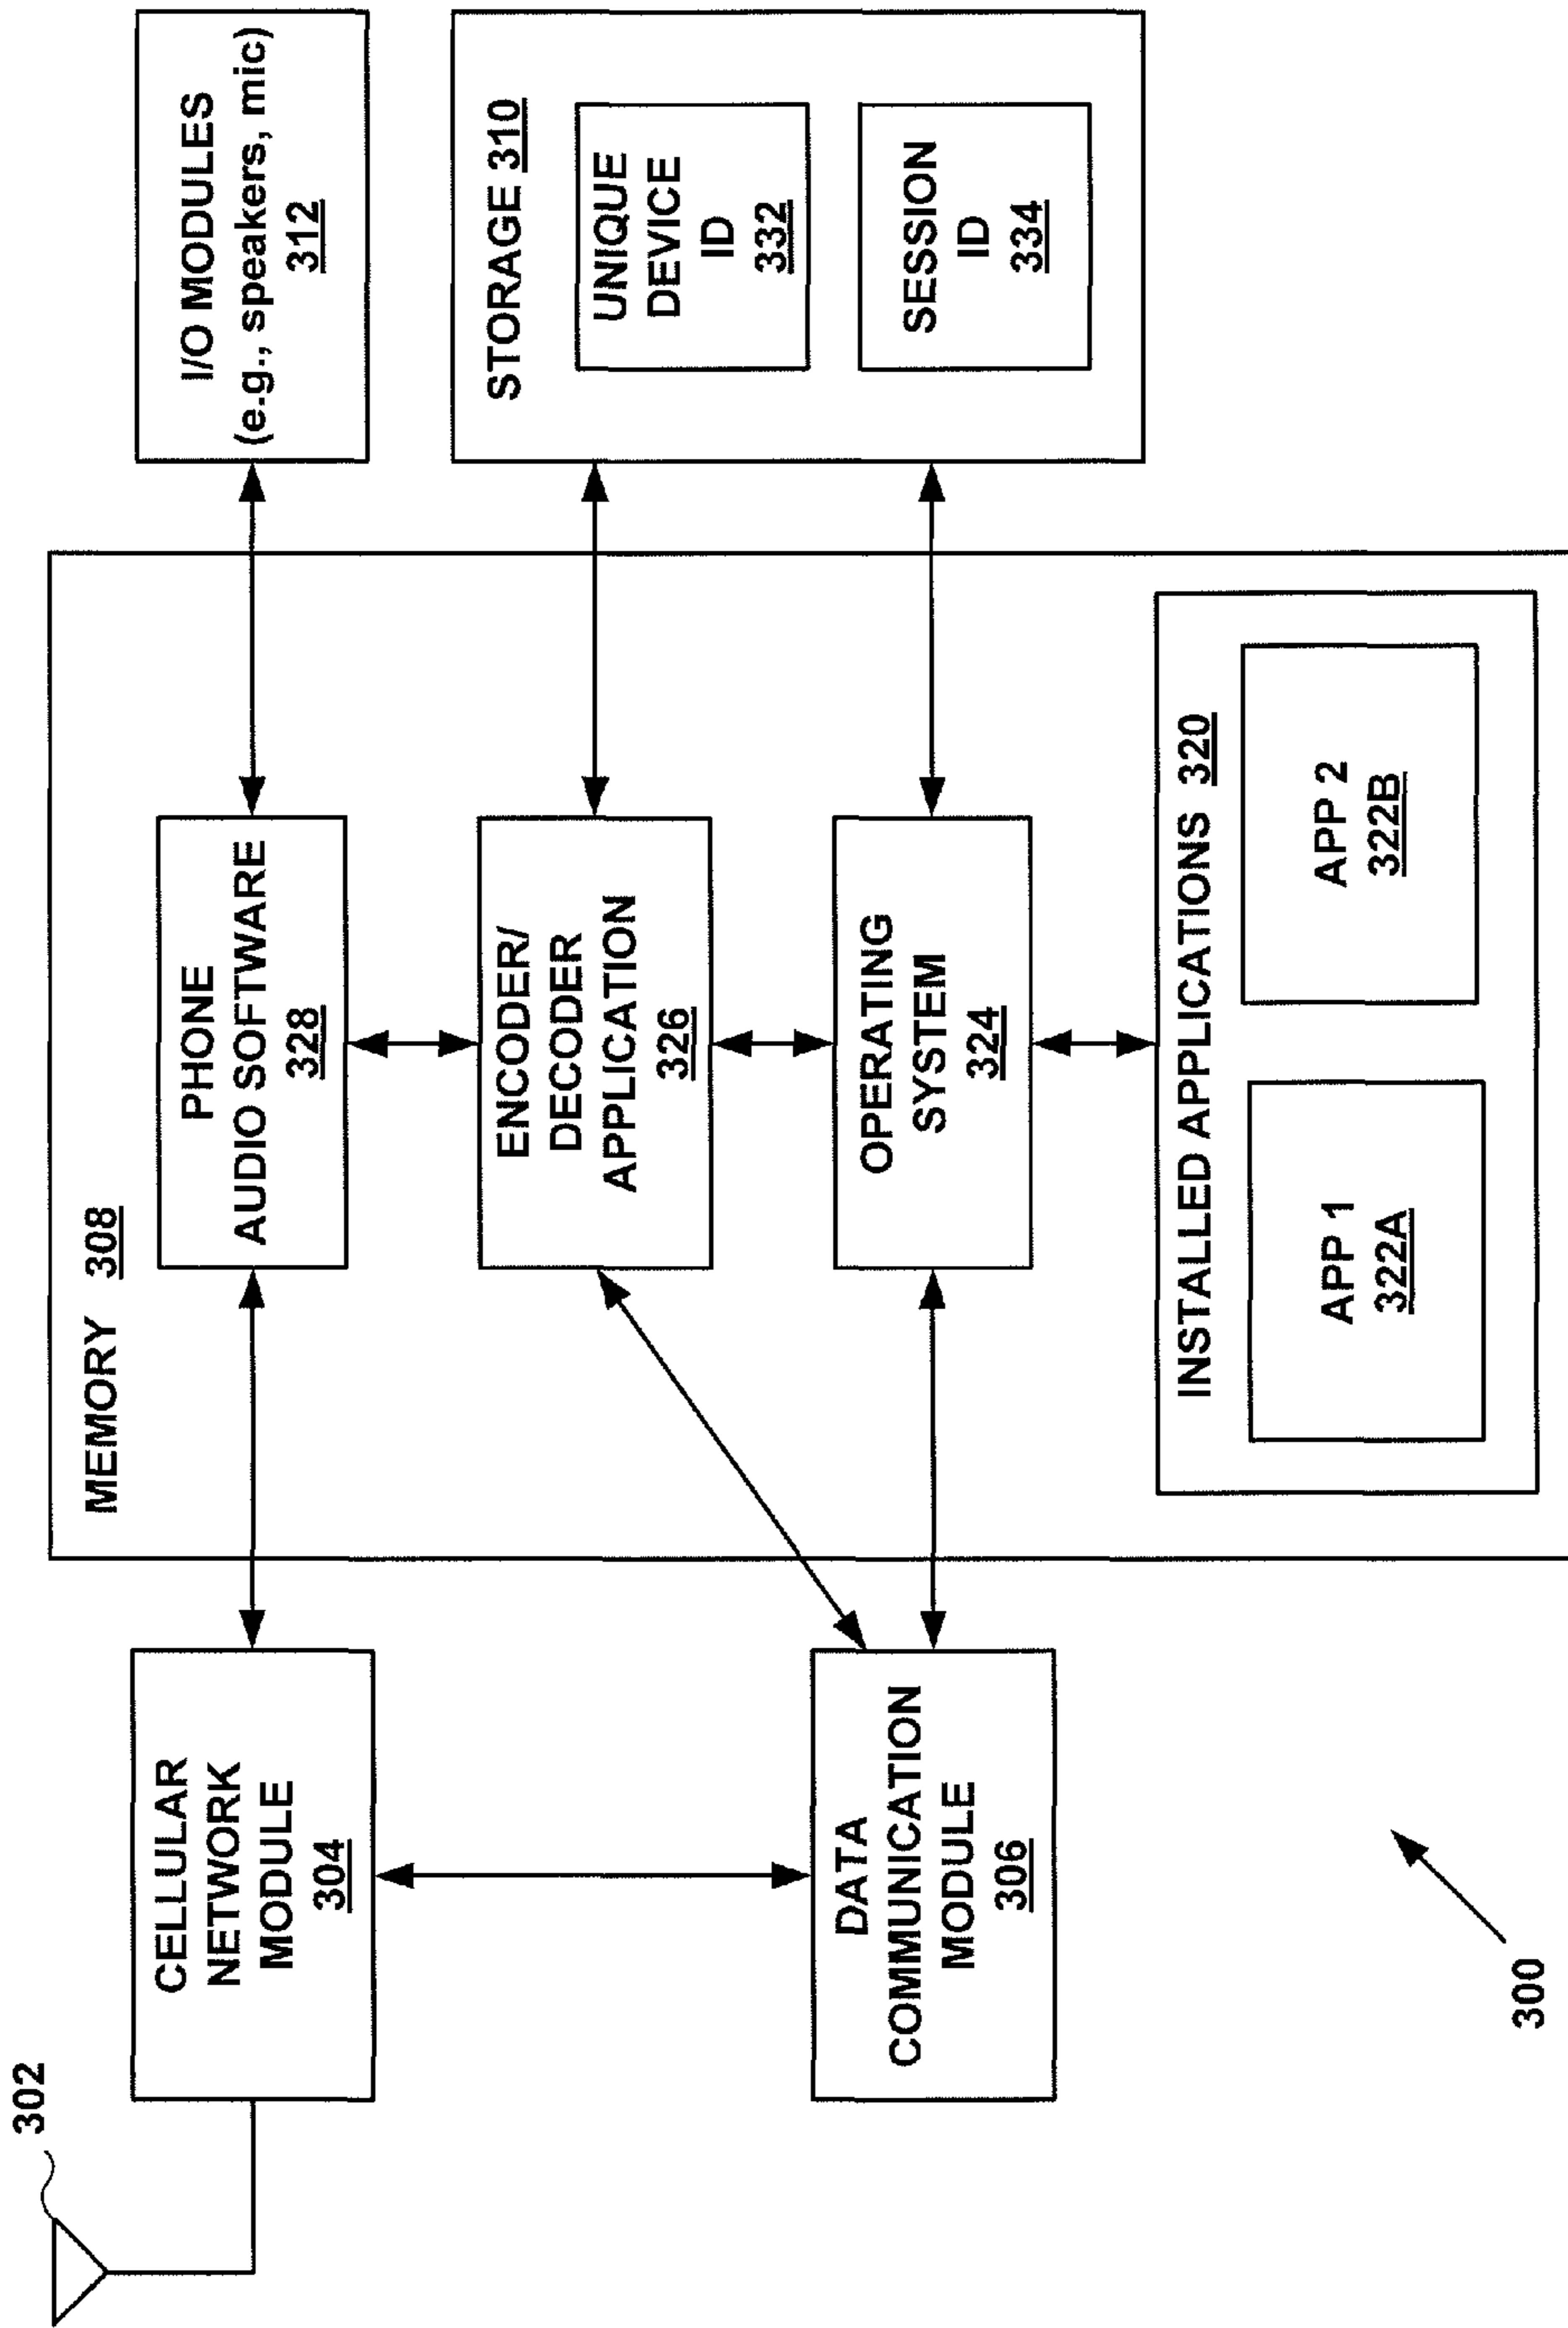 302
CELLULAR
NETWORK
MODULE
304
DATA
COMMUNICATION
MODULE
306
300
MEMORY 308
PHONE
AUDIO SOFTWARE
328
ENCODER/
DECODER
APPLICATION
326
OPERATING
SYSTEM
324
INSTALLED APPLICATIONS 320
APP 1
322A
APP 2
322B
I/O MODULES
(e.g., speakers, mic)
312
STORAGE 310
UNIQUE
DEVICE
ID
332
SESSION
ID
334